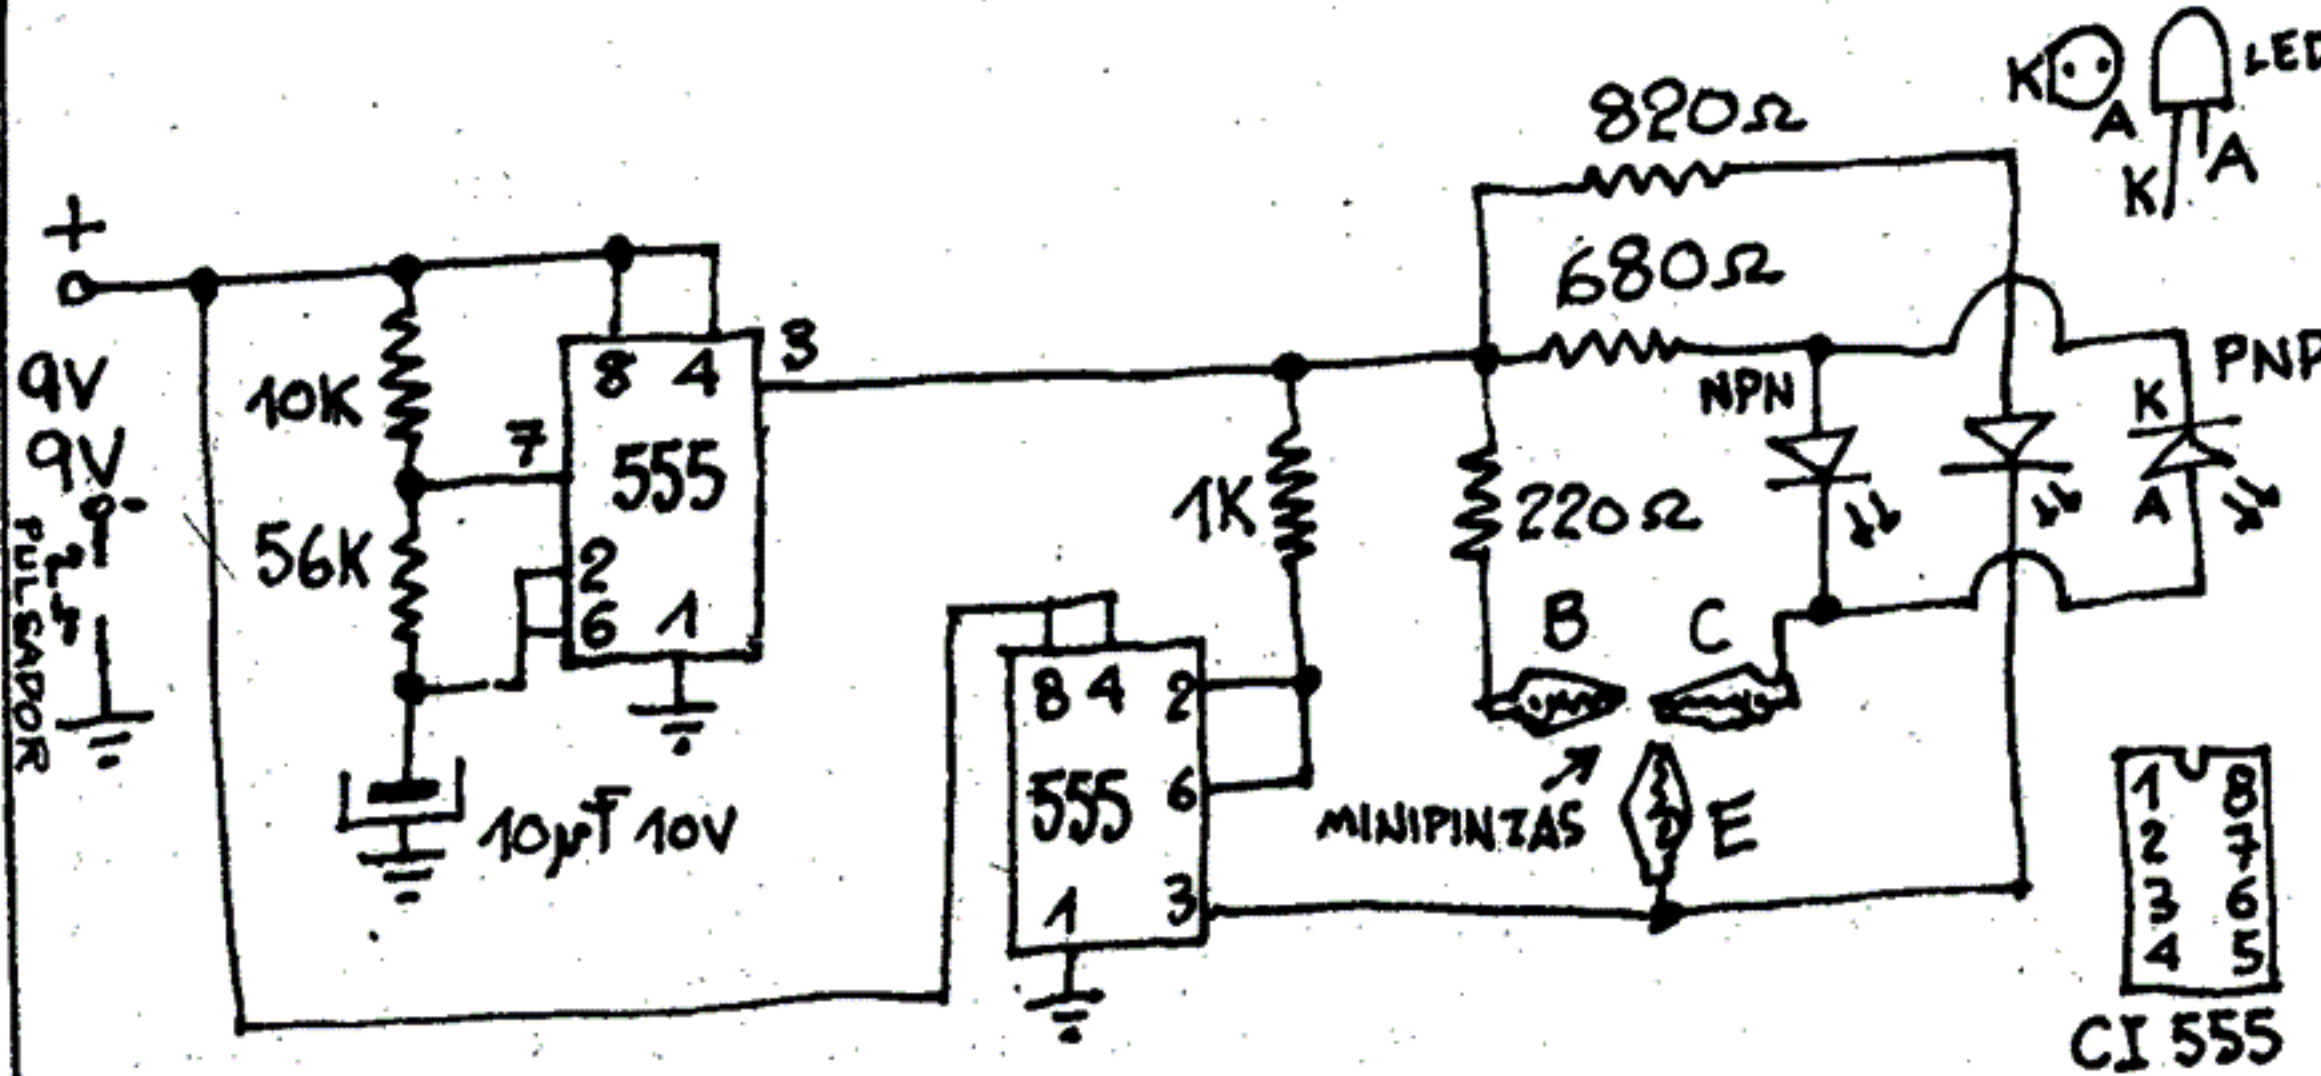 +
9V
9V
-
PULSADOR
10K
56K
10µF 10V
8 4
3
7
555
2
6
1
1K
8 4
2
555
6
1
3
820Ω
680Ω
220Ω
NPN
PNP
K
A
B
C
E
MINIPINZAS
K
A
LED
K
A
1 8
2 7
3 6
4 5
CI 555